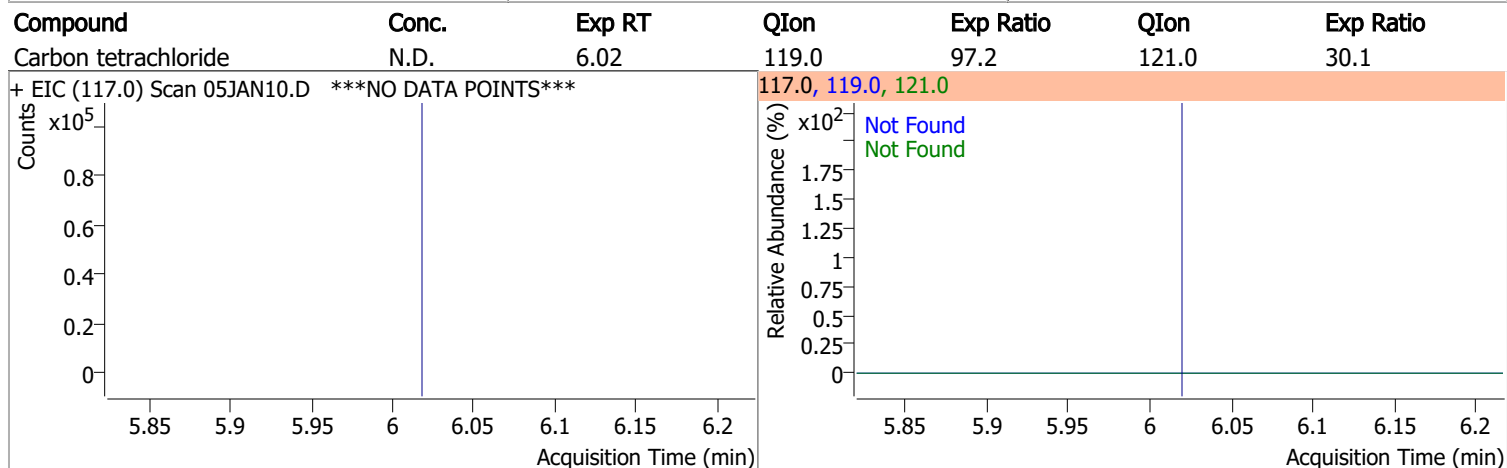 Compound Conc. Exp RT QIon Exp Ratio QIon Exp Ratio
Carbon tetrachloride N.D. 6.02 119.0 97.2 121.0 30.1
+ EIC (117.0) Scan 05JAN10.D ***NO DATA POINTS***
Counts
x10^5
0.8
0.6
0.4
0.2
0
5.85 5.9 5.95 6 6.05 6.1 6.15 6.2
Acquisition Time (min)
117.0, 119.0, 121.0
Relative Abundance (%)
x10^2
Not Found
Not Found
1.75
1.5
1.25
1
0.75
0.5
0.25
0
5.85 5.9 5.95 6 6.05 6.1 6.15 6.2
Acquisition Time (min)